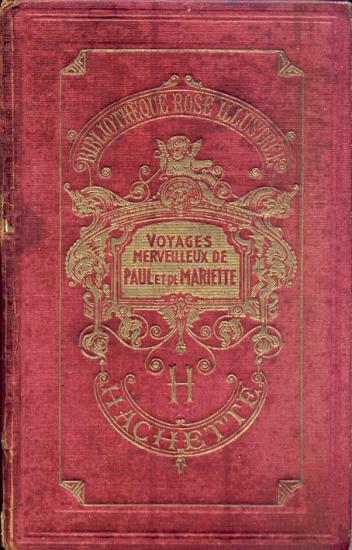 BIBLIOTHÈQUE ROSE ILLUSTRÉE
VOYAGES
MERVEILLEUX DE
PAUL ET DE MARIETTE
H
HACHETTE